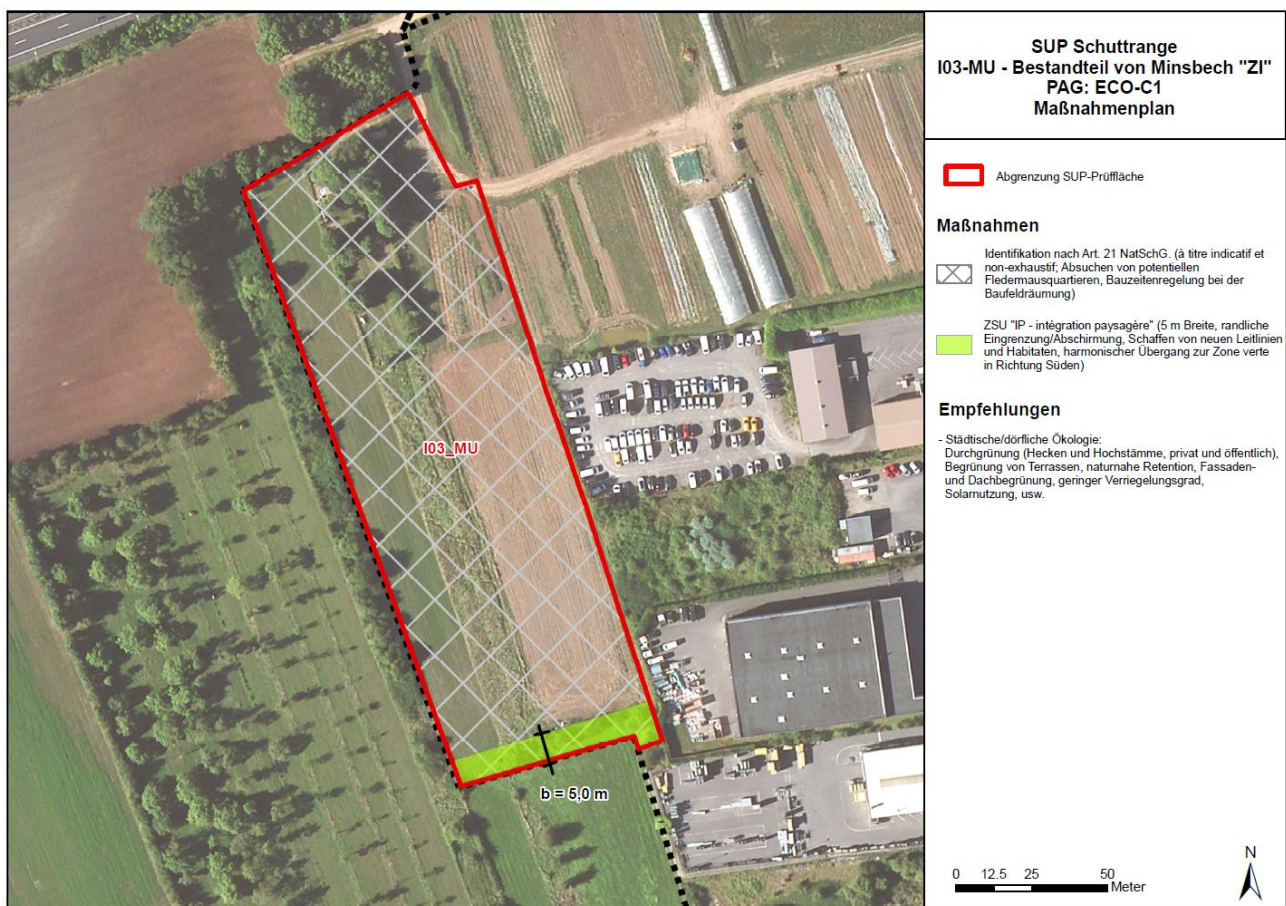 SUP Schuttrange
I03-MU - Bestandteil von Minsbech "ZI"
PAG: ECO-C1
Maßnahmenplan
Abgrenzung SUP-Prüffläche
Maßnahmen
Identifikation nach Art. 21 NatSchG. (à titre indicatif et
non-exhaustif; Absuchen von potentiellen
Fledermausquartieren, Bauzeitenregelung bei der
Baufeldräumung)
ZSU "IP - intégration paysagère" (5 m Breite, randliche
Eingrenzung/Abschirmung, Schaffen von neuen Leitlinien
und Habitaten, harmonischer Übergang zur Zone verte
in Richtung Süden)
Empfehlungen
- Städtische/dörfliche Ökologie:
Durchgrünung (Hecken und Hochstämme, privat und öffentlich),
Begrünung von Terrassen, naturnahe Retention, Fassaden-
und Dachbegrünung, geringer Verriegelungsgrad,
Solarnutzung, usw.
I03_MU
b = 5,0 m
0 12.5 25 50
Meter
N